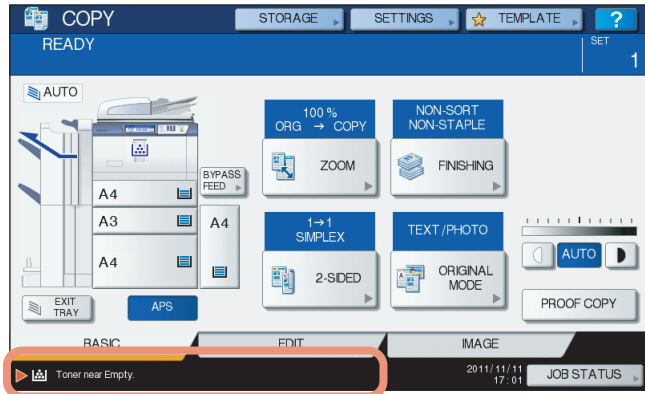 COPY
STORAGE
SETTINGS
TEMPLATE
?
READY
SET
1
AUTO
100 %
ORG → COPY
NON-SORT
NON-STAPLE
ZOOM
FINISHING
BYPASS
FEED
A4
A3
A4
A4
1→1
SIMPLEX
TEXT/PHOTO
2-SIDED
ORIGINAL
MODE
AUTO
EXIT
TRAY
APS
PROOF COPY
BASIC
EDIT
IMAGE
Toner near Empty.
2011/11/11
17:01
JOB STATUS